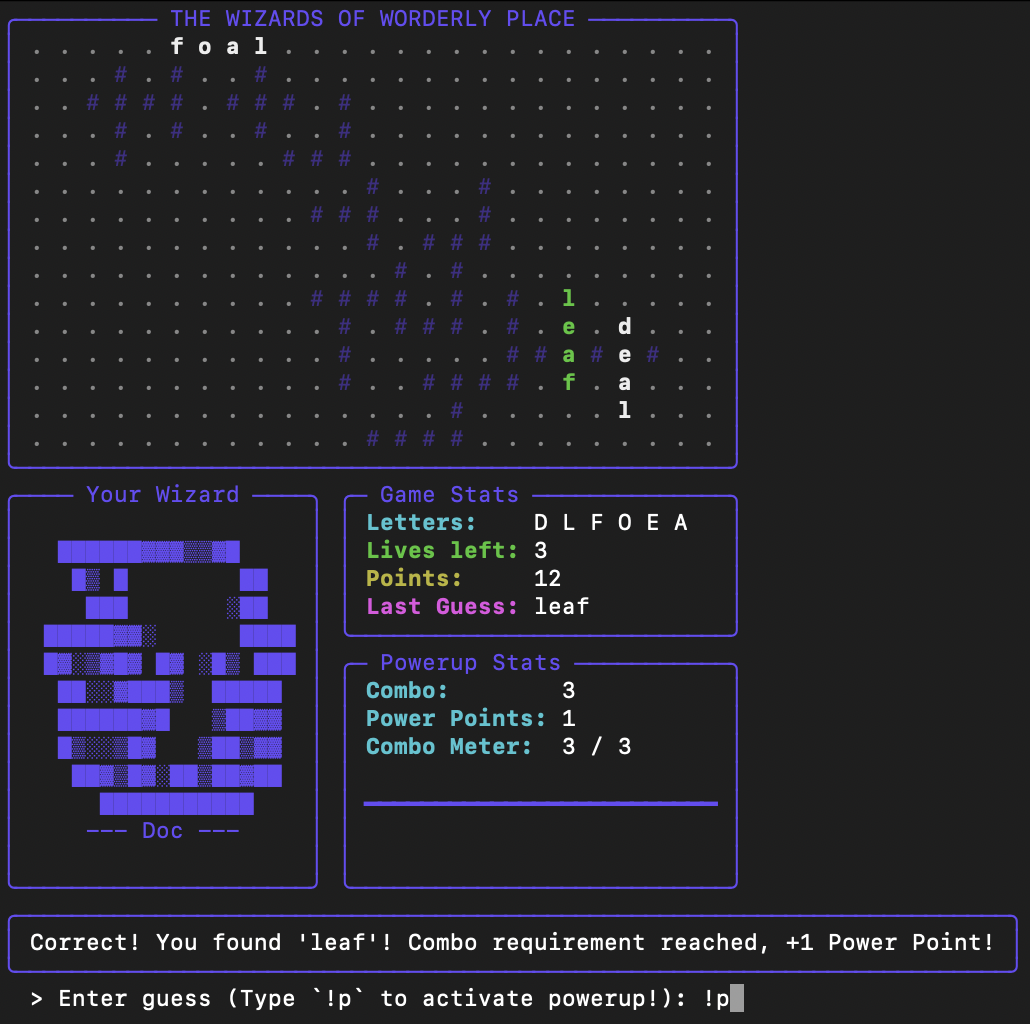 THE WIZARDS OF WORDERLY PLACE
. . . . . f o a l . . . . . . . . . . . . . . . .
. . . # . # . . # . . . . . . . . . . . . . . . .
. . # # # # . # # # . # . . . . . . . . . . . . .
. . . # . # . . # . . # . . . . . . . . . . . . .
. . . # . . . . . # # # . . . . . . . . . . . . .
. . . . . . . . . . . . # . . . # . . . . . . . .
. . . . . . . . . . # # # . . . # . . . . . . . .
. . . . . . . . . . . . # . # # # . . . . . . . .
. . . . . . . . . . . . . # . # . . . . . . . . .
. . . . . . . . . . # # # # . # . # . l . . . . .
. . . . . . . . . . . # . # # # . # . e . d . . .
. . . . . . . . . . . # . . . . . # # a # e # . .
. . . . . . . . . . . # . . # # # # . f . a . . .
. . . . . . . . . . . . . . . # . . . . . l . . .
. . . . . . . . . . . . # # # # . . . . . . . . .
Your Wizard
--- Doc ---
Game Stats
Letters: D L F O E A
Lives left: 3
Points: 12
Last Guess: leaf
Powerup Stats
Combo: 3
Power Points: 1
Combo Meter: 3 / 3
Correct! You found 'leaf'! Combo requirement reached, +1 Power Point!
> Enter guess (Type `!p` to activate powerup!): !p